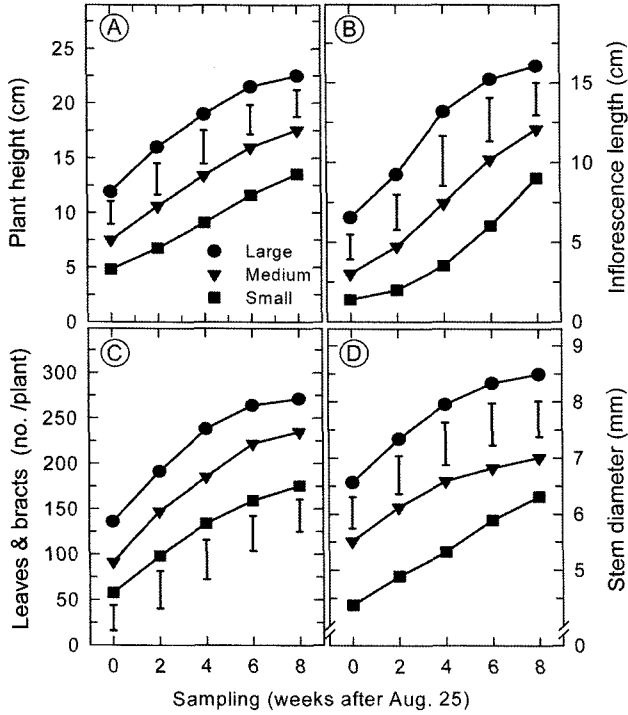 A
B
Plant height (cm)
25
20
15
10
5
0
Large
Medium
Small
15
10
5
0
Inflorescence length (cm)
C
D
Leaves & bracts (no. /plant)
300
250
200
150
100
50
0
9
8
7
6
5
0
Stem diameter (mm)
0 2 4 6 8
0 2 4 6 8
Sampling (weeks after Aug. 25)